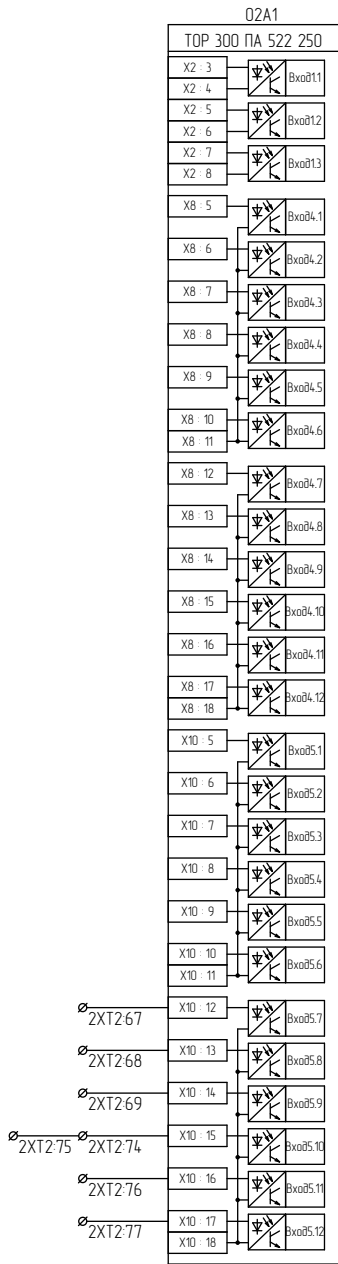 02A1
ТОР 300 ПА 522 250
X2 : 3
X2 : 4
Вход1.1
X2 : 5
X2 : 6
Вход1.2
X2 : 7
X2 : 8
Вход1.3
X8 : 5
Вход4.1
X8 : 6
Вход4.2
X8 : 7
Вход4.3
X8 : 8
Вход4.4
X8 : 9
Вход4.5
X8 : 10
X8 : 11
Вход4.6
X8 : 12
Вход4.7
X8 : 13
Вход4.8
X8 : 14
Вход4.9
X8 : 15
Вход4.10
X8 : 16
Вход4.11
X8 : 17
X8 : 18
Вход4.12
X10 : 5
Вход5.1
X10 : 6
Вход5.2
X10 : 7
Вход5.3
X10 : 8
Вход5.4
X10 : 9
Вход5.5
X10 : 10
X10 : 11
Вход5.6
2XT2:67
X10 : 12
Вход5.7
2XT2:68
X10 : 13
Вход5.8
2XT2:69
X10 : 14
Вход5.9
2XT2:75
2XT2:74
X10 : 15
Вход5.10
2XT2:76
X10 : 16
Вход5.11
2XT2:77
X10 : 17
X10 : 18
Вход5.12